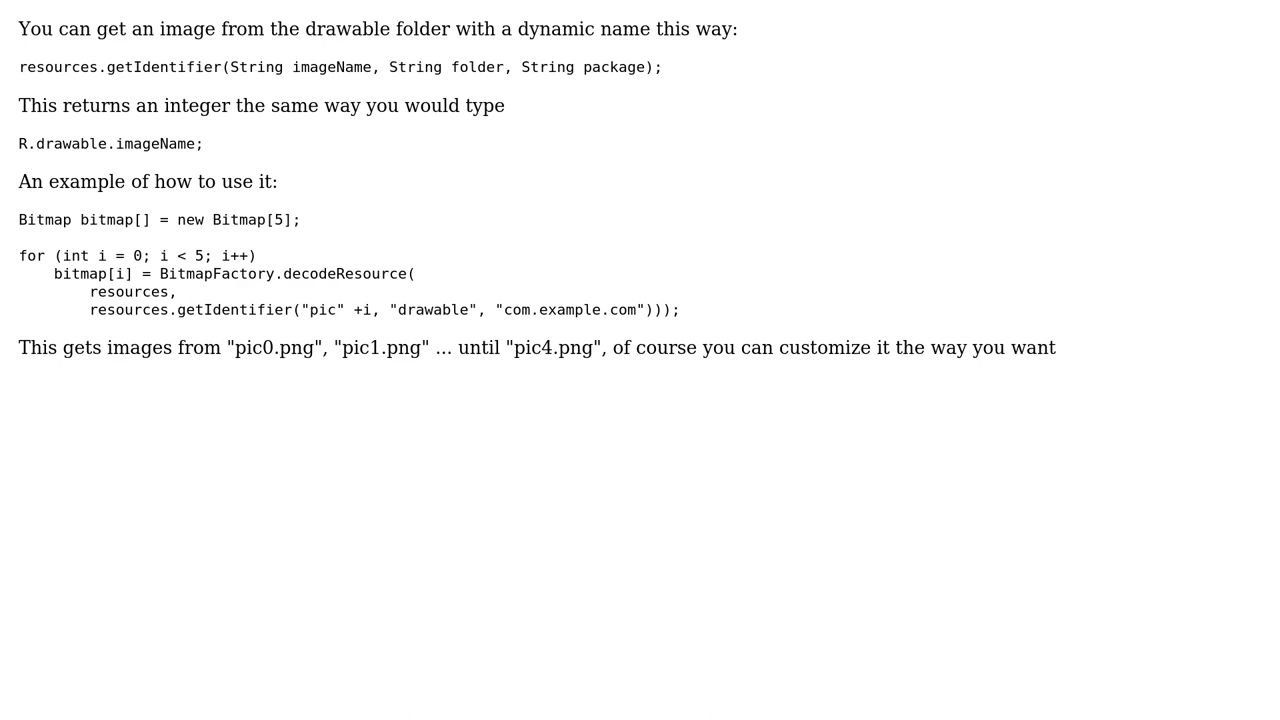 You can get an image from the drawable folder with a dynamic name this way:
resources.getIdentifier(String imageName, String folder, String package);
This returns an integer the same way you would type
R.drawable.imageName;
An example of how to use it:
Bitmap bitmap[] = new Bitmap[5];
for (int i = 0; i < 5; i++)
    bitmap[i] = BitmapFactory.decodeResource(
        resources,
        resources.getIdentifier("pic" +i, "drawable", "com.example.com")));
This gets images from "pic0.png", "pic1.png" ... until "pic4.png", of course you can customize it the way you want